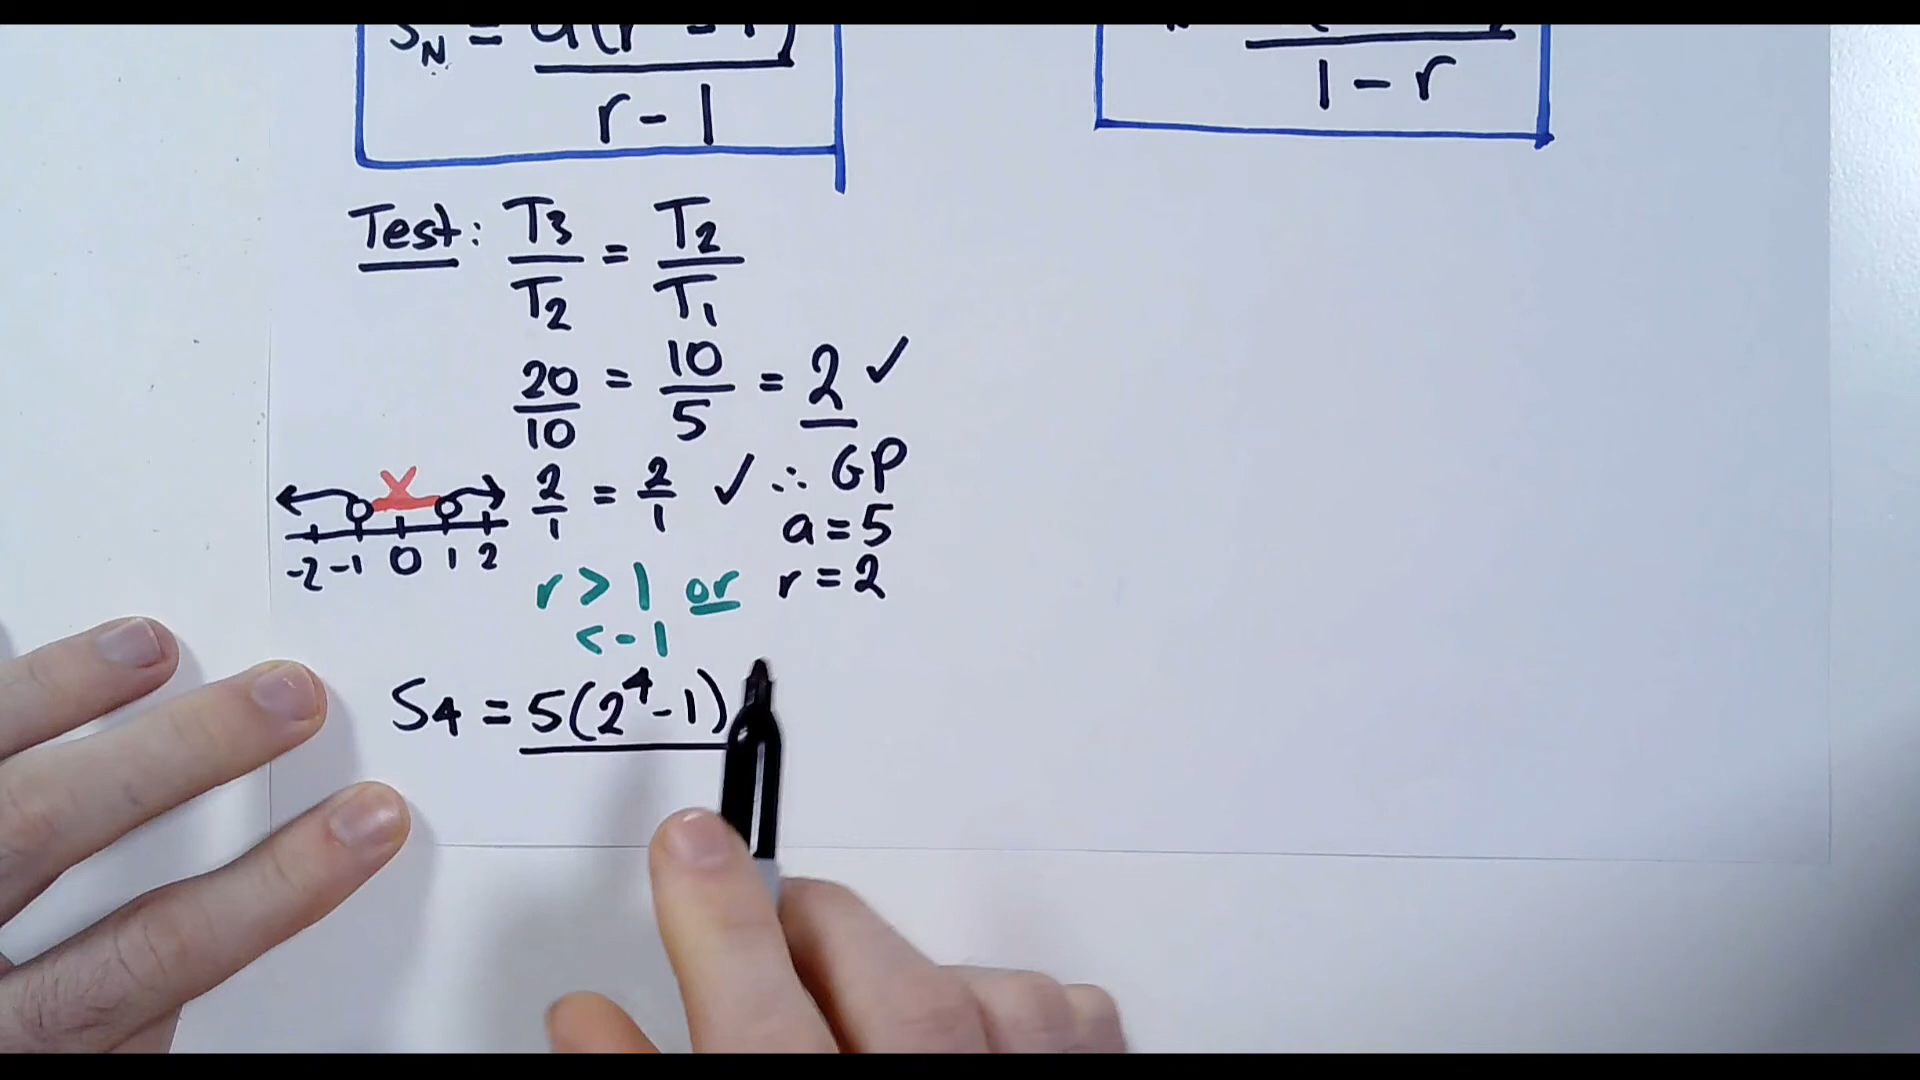 S_N = a(r - 1)
r - 1
1 - r
Test: T3/T2 = T2/T1
20/10 = 10/5 = 2 ✓
2/1 = 2/1 ✓ ∴ GP
a = 5
-2 -1 0 1 2
r > 1 or
r = 2
< -1
S4 = 5(2^4 - 1)